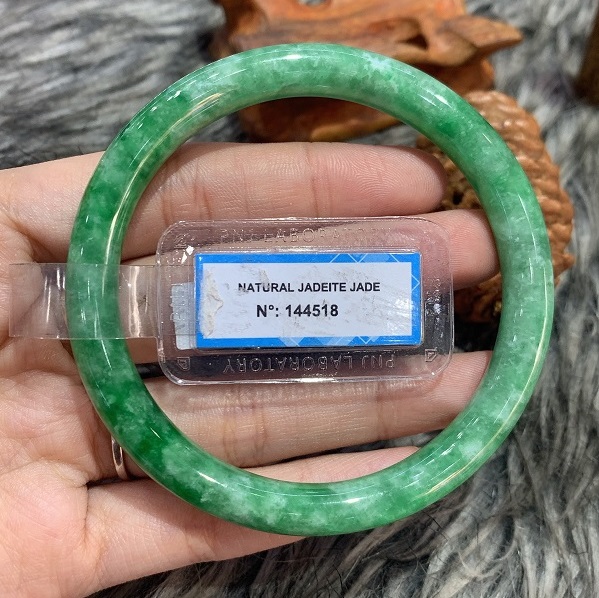 PNJ LABORATORY
NATURAL JADEITE JADE
N°: 144518
PNJ LABORATORY